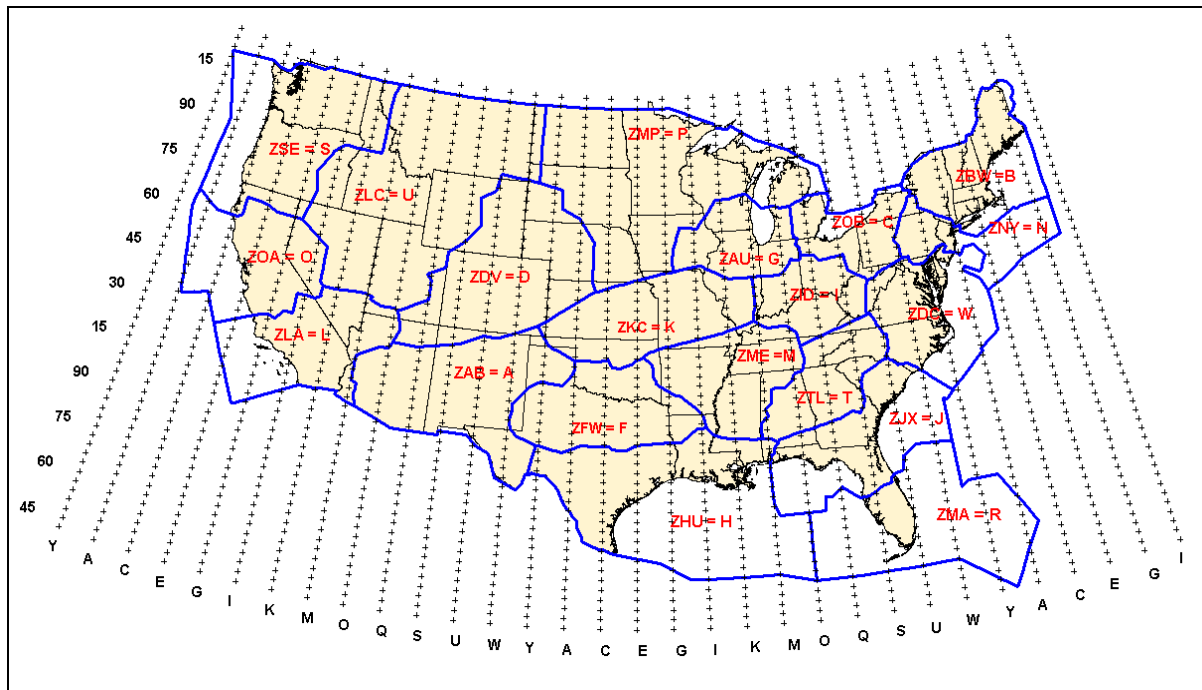 15
90
75
60
45
30
15
90
75
60
45
ZSE = S
ZLC = U
ZMP = P
ZBW = B
ZOB = C
ZNY = N
ZOA = O
ZDV = D
ZAU = G
ZID = I
ZDC = W
ZLA = L
ZKC = K
ZME = M
ZAB = A
ZTL = T
ZJX = J
ZFW = F
ZHU = H
ZMA = R
Y A C E G I K M O Q S U W Y A C E G I K M O Q S U W Y A C E G I